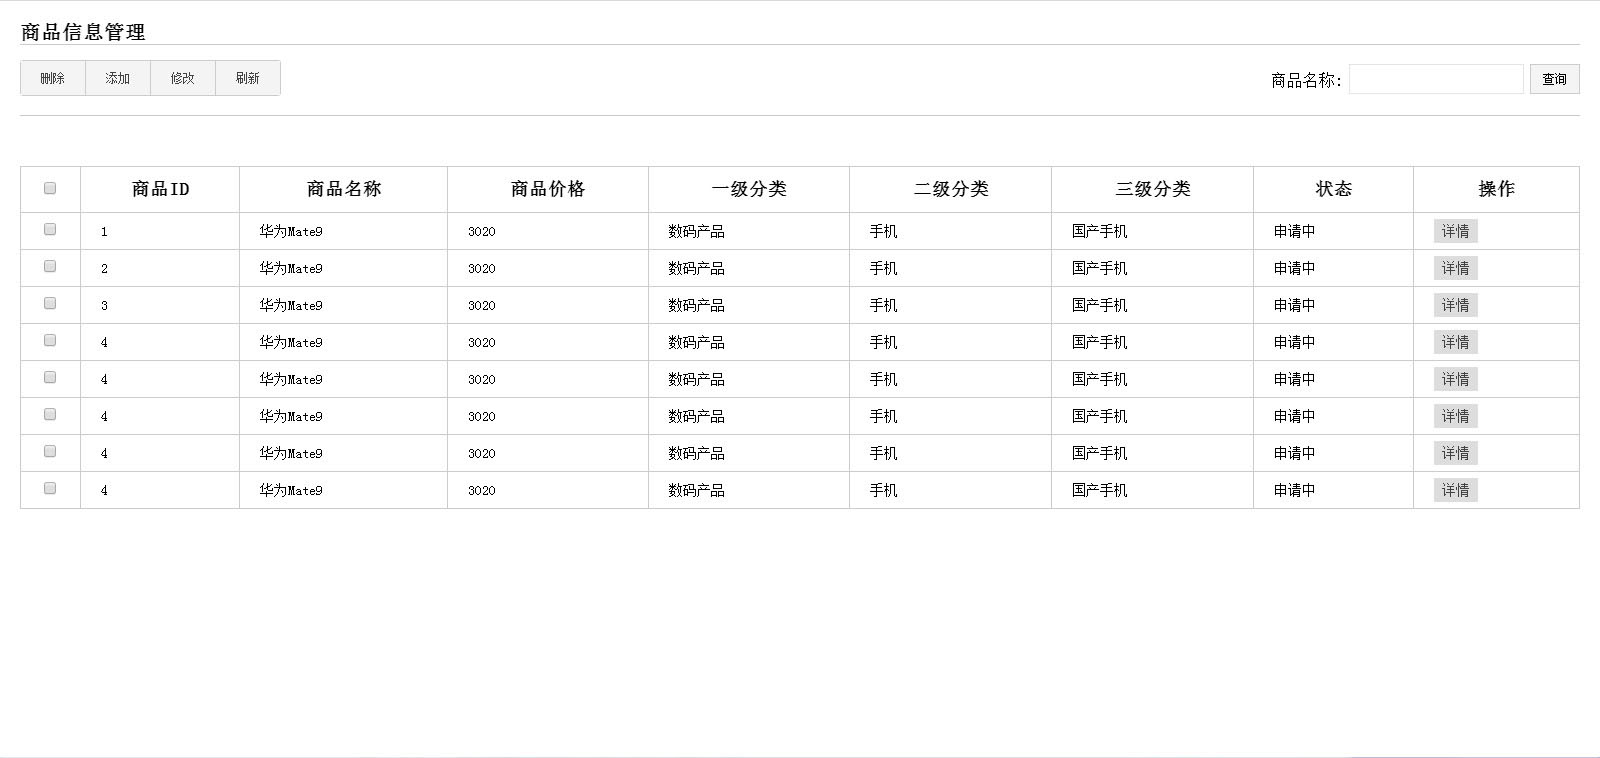 商品信息管理
删除 添加 修改 刷新 商品名称: 查询
商品ID 商品名称 商品价格 一级分类 二级分类 三级分类 状态 操作
1 华为Mate9 3020 数码产品 手机 国产手机 申请中 详情
2 华为Mate9 3020 数码产品 手机 国产手机 申请中 详情
3 华为Mate9 3020 数码产品 手机 国产手机 申请中 详情
4 华为Mate9 3020 数码产品 手机 国产手机 申请中 详情
4 华为Mate9 3020 数码产品 手机 国产手机 申请中 详情
4 华为Mate9 3020 数码产品 手机 国产手机 申请中 详情
4 华为Mate9 3020 数码产品 手机 国产手机 申请中 详情
4 华为Mate9 3020 数码产品 手机 国产手机 申请中 详情